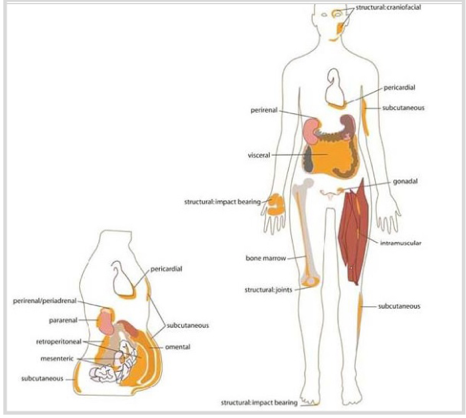 structural:craniofacial
pericardial
subcutaneous
perirenal
visceral
gonadal
structural:impact bearing
intramuscular
bone marrow
structural:joints
subcutaneous
structural:impact bearing
pericardial
perirenal/periadrenal
pararenal
subcutaneous
retroperitoneal
omental
mesenteric
subcutaneous